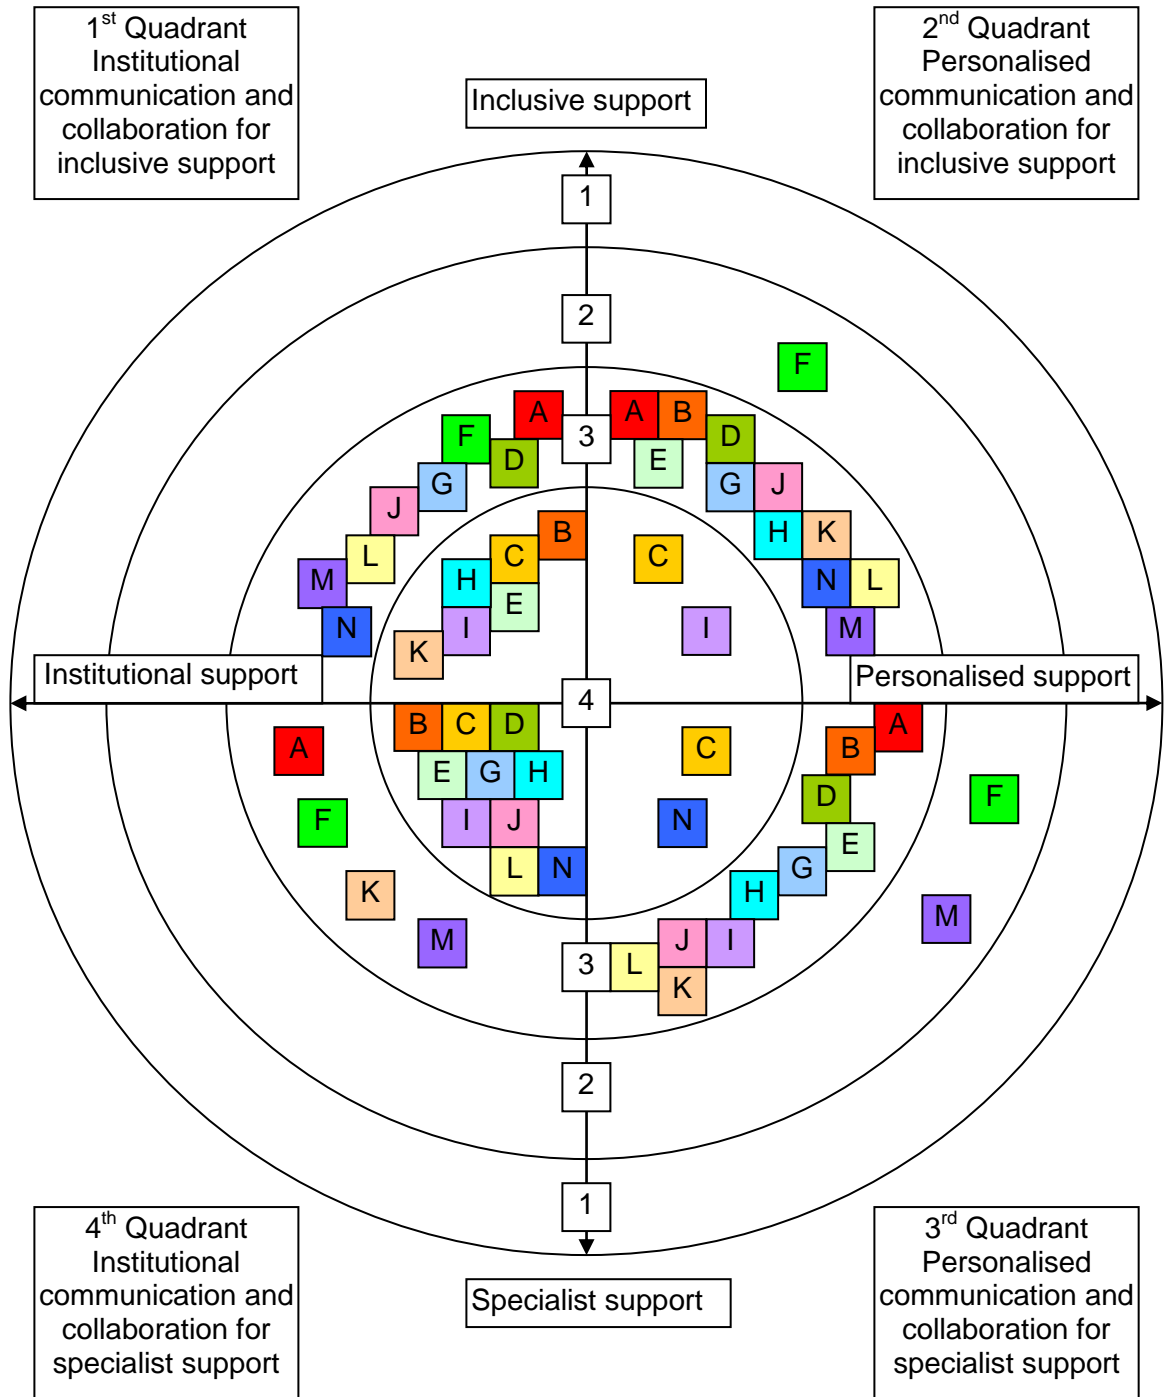 1st Quadrant
Institutional
communication and
collaboration for
inclusive support
2nd Quadrant
Personalised
communication and
collaboration for
inclusive support
Inclusive support
1
2
F
A
A B
F
3
D
D
E
G
G J
J
B
H K
L
C
C
M
H
N L
E
N
I
I
M
K
Institutional support
Personalised support
4
B C D
A
A
C
B
E G H
F
D
F
I J
N
E
L N
G
K
H
M
M
J I
3 L
K
2
1
4th Quadrant
Institutional
communication and
collaboration for
specialist support
3rd Quadrant
Personalised
communication and
collaboration for
specialist support
Specialist support